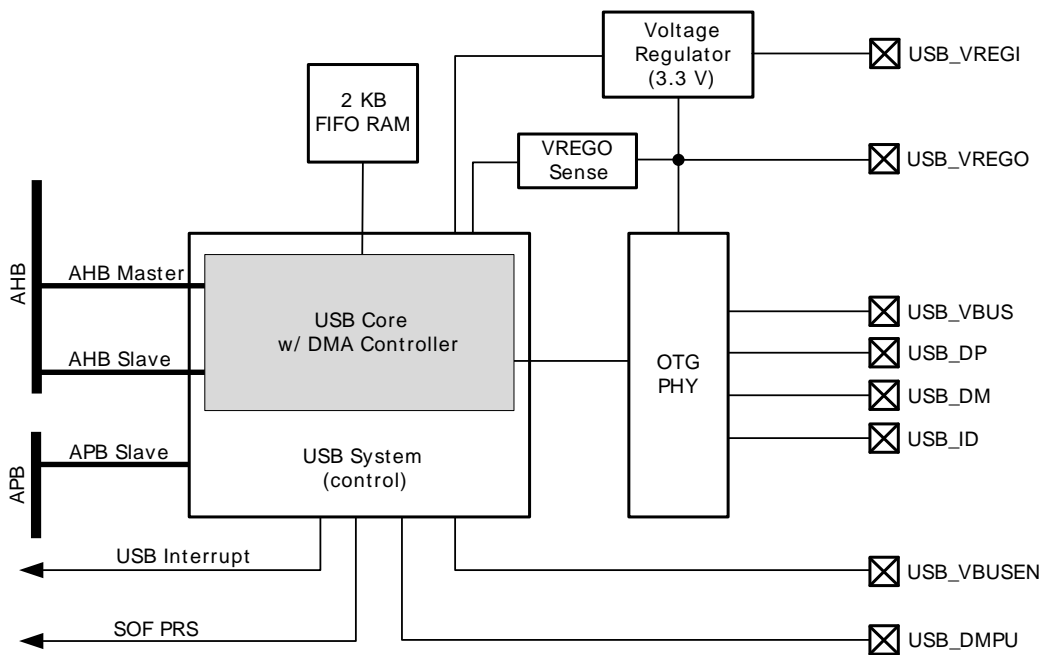 Voltage
Regulator
(3.3 V)
USB_VREGI
2 KB
FIFO RAM
VREGO
Sense
USB_VREGO
AHB
AHB Master
AHB Slave
USB Core
w/ DMA Controller
OTG
PHY
USB_VBUS
USB_DP
USB_DM
USB_ID
APB
APB Slave
USB System
(control)
USB Interrupt
USB_VBUSEN
SOF PRS
USB_DMPU